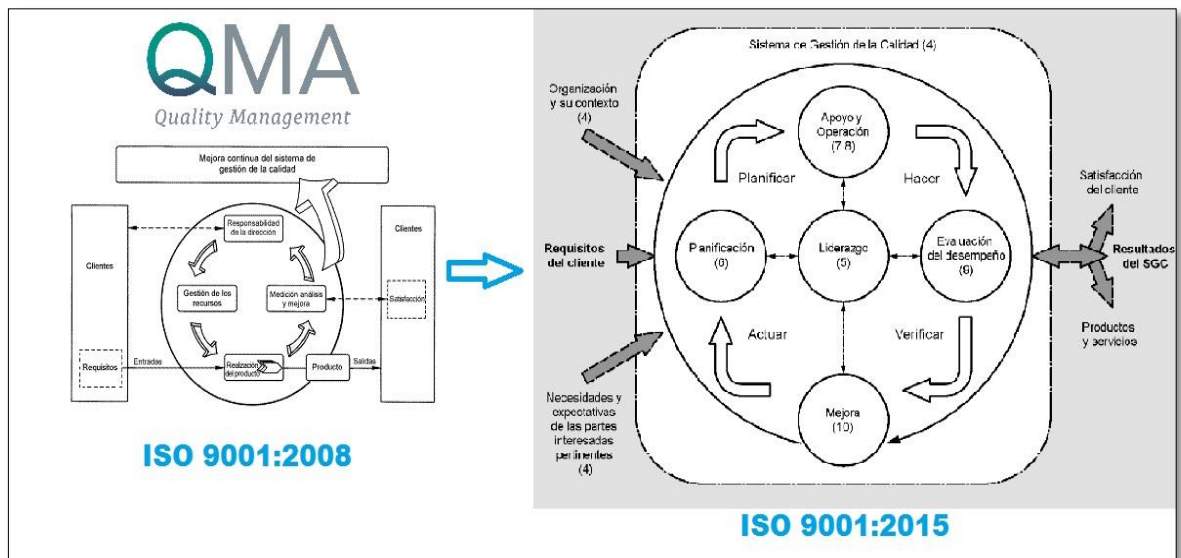 QMA
Quality Management
Mejora continua del sistema de
gestión de la calidad
Clientes
Requisitos
Entradas
Responsabilidad
de la dirección
Gestión de los
recursos
Medición análisis
y mejora
Realización
del producto
Producto
Salidas
Clientes
Satisfacción
ISO 9001:2008
Sistema de Gestión de la Calidad (4)
Organización
y su contexto
(4)
Requisitos
del cliente
Necesidades y
expectativas
de las partes
interesadas
pertinentes
(4)
Apoyo y
Operación
(7 8)
Planificar
Hacer
Planificación
(6)
Liderazgo
(5)
Evaluación
del desempeño
(9)
Actuar
Verificar
Mejora
(10)
Satisfacción
del cliente
Resultados
del SGC
Productos
y servicios
ISO 9001:2015